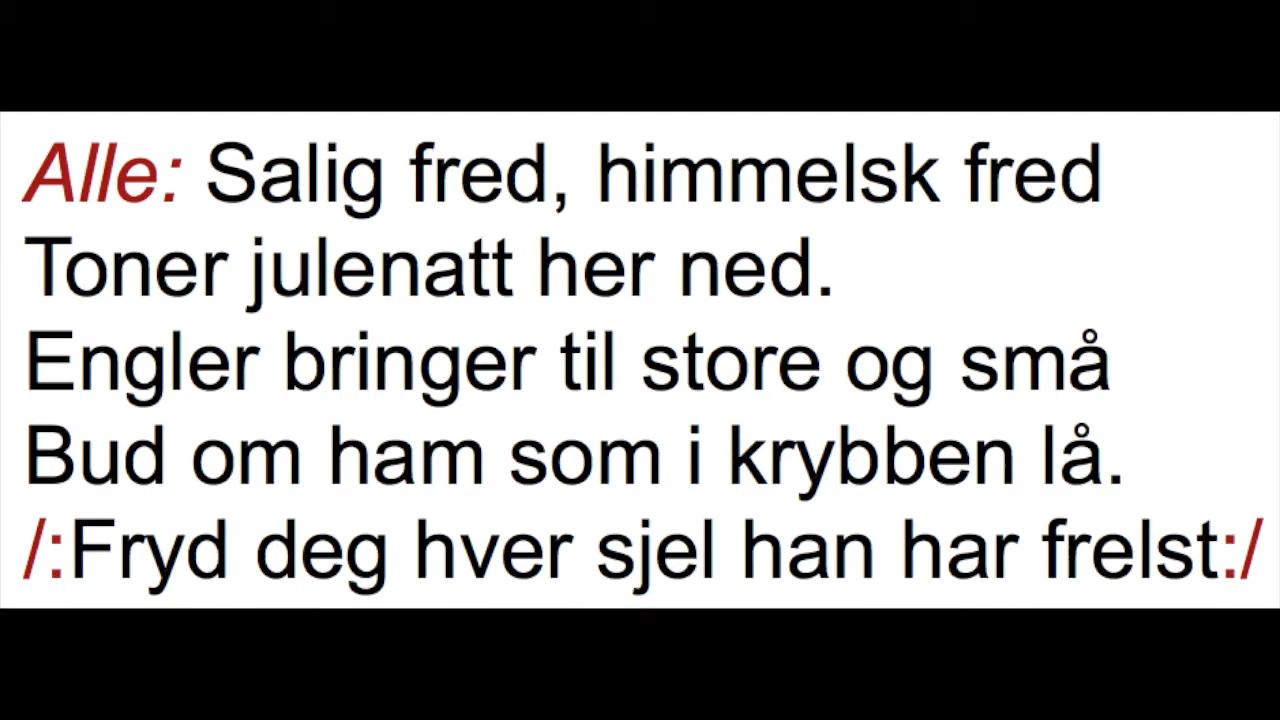 Alle: Salig fred, himmelsk fred
Toner julenatt her ned.
Engler bringer til store og små
Bud om ham som i krybben lå.
/:Fryd deg hver sjel han har frelst:/